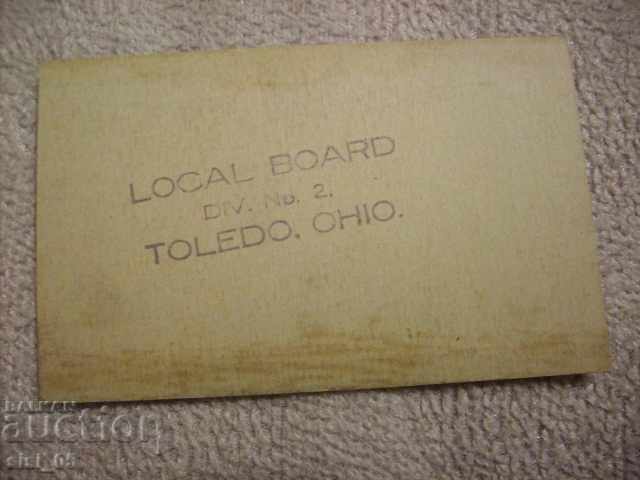 LOCAL BOARD
DIV. No. 2.
TOLEDO, OHIO.
BALKAN
auction